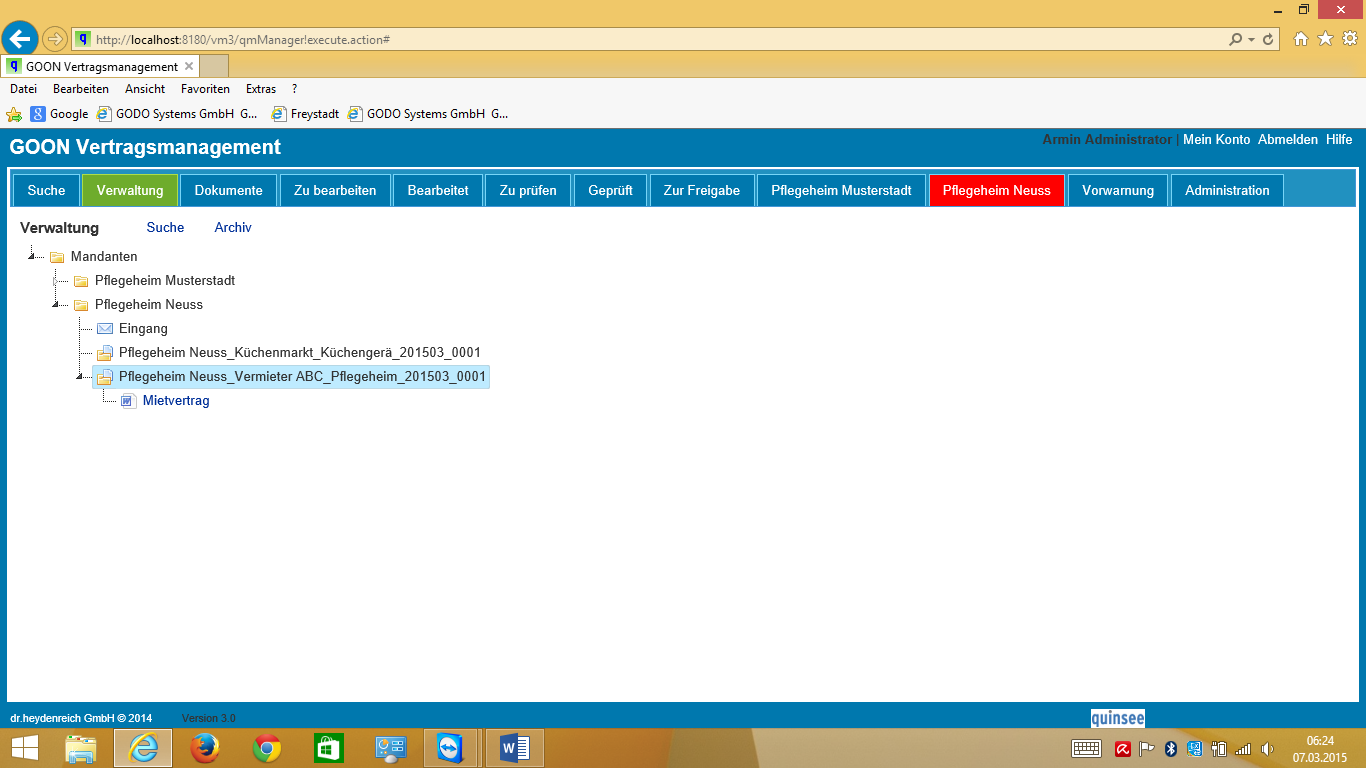 http://localhost:8180/vm3/qmManager!execute.action#
GOON Vertragsmanagement
Datei Bearbeiten Ansicht Favoriten Extras ?
Google GODO Systems GmbH G... Freystadt GODO Systems GmbH G...
GOON Vertragsmanagement
Armin Administrator | Mein Konto Abmelden Hilfe
Suche Verwaltung Dokumente Zu bearbeiten Bearbeitet Zu prüfen Geprüft Zur Freigabe Pflegeheim Musterstadt Pflegeheim Neuss Vorwarnung Administration
Verwaltung Suche Archiv
Mandanten
Pflegeheim Musterstadt
Pflegeheim Neuss
Eingang
Pflegeheim Neuss_Küchenmarkt_Küchengerä_201503_0001
Pflegeheim Neuss_Vermieter ABC_Pflegeheim_201503_0001
Mietvertrag
dr.heydenreich GmbH © 2014 Version 3.0
quinsee
06:24
07.03.2015